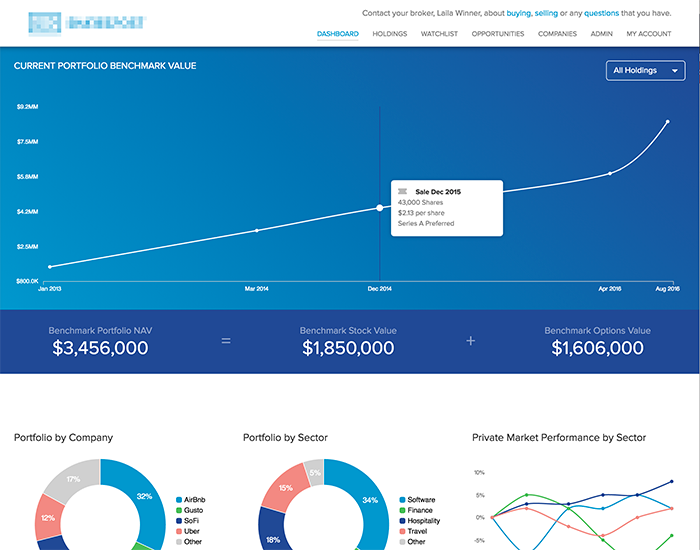 Contact your broker, Laila Winner, about buying, selling or any questions that you have.
DASHBOARD HOLDINGS WATCHLIST OPPORTUNITIES COMPANIES ADMIN MY ACCOUNT
CURRENT PORTFOLIO BENCHMARK VALUE
All Holdings
$9.2MM
$7.5MM
$5.8MM
$4.2MM
$2.5MM
$800.0K
Sale Dec 2015
43,000 Shares
$2.13 per share
Series A Preferred
Jan 2013 Mar 2014 Dec 2014 Apr 2016 Aug 2016
Benchmark Portfolio NAV
$3,456,000
=
Benchmark Stock Value
$1,850,000
+
Benchmark Options Value
$1,606,000
Portfolio by Company
17%
32%
12%
AirBnb
Gusto
SoFi
Uber
Other
Portfolio by Sector
5%
15%
34%
18%
Software
Finance
Hospitality
Travel
Other
Private Market Performance by Sector
10%
5%
0%
-5%